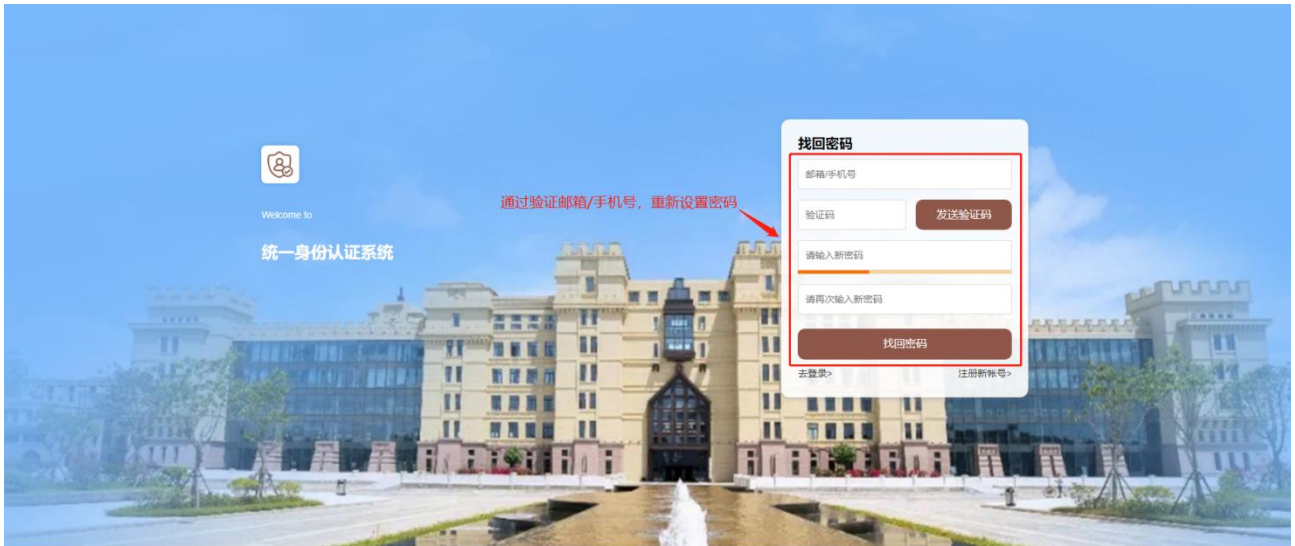 Welcome to
统一身份认证系统
通过验证邮箱/手机号，重新设置密码
找回密码
邮箱/手机号
验证码
发送验证码
请输入新密码
请再次输入新密码
找回密码
去登录>
注册新帐号>